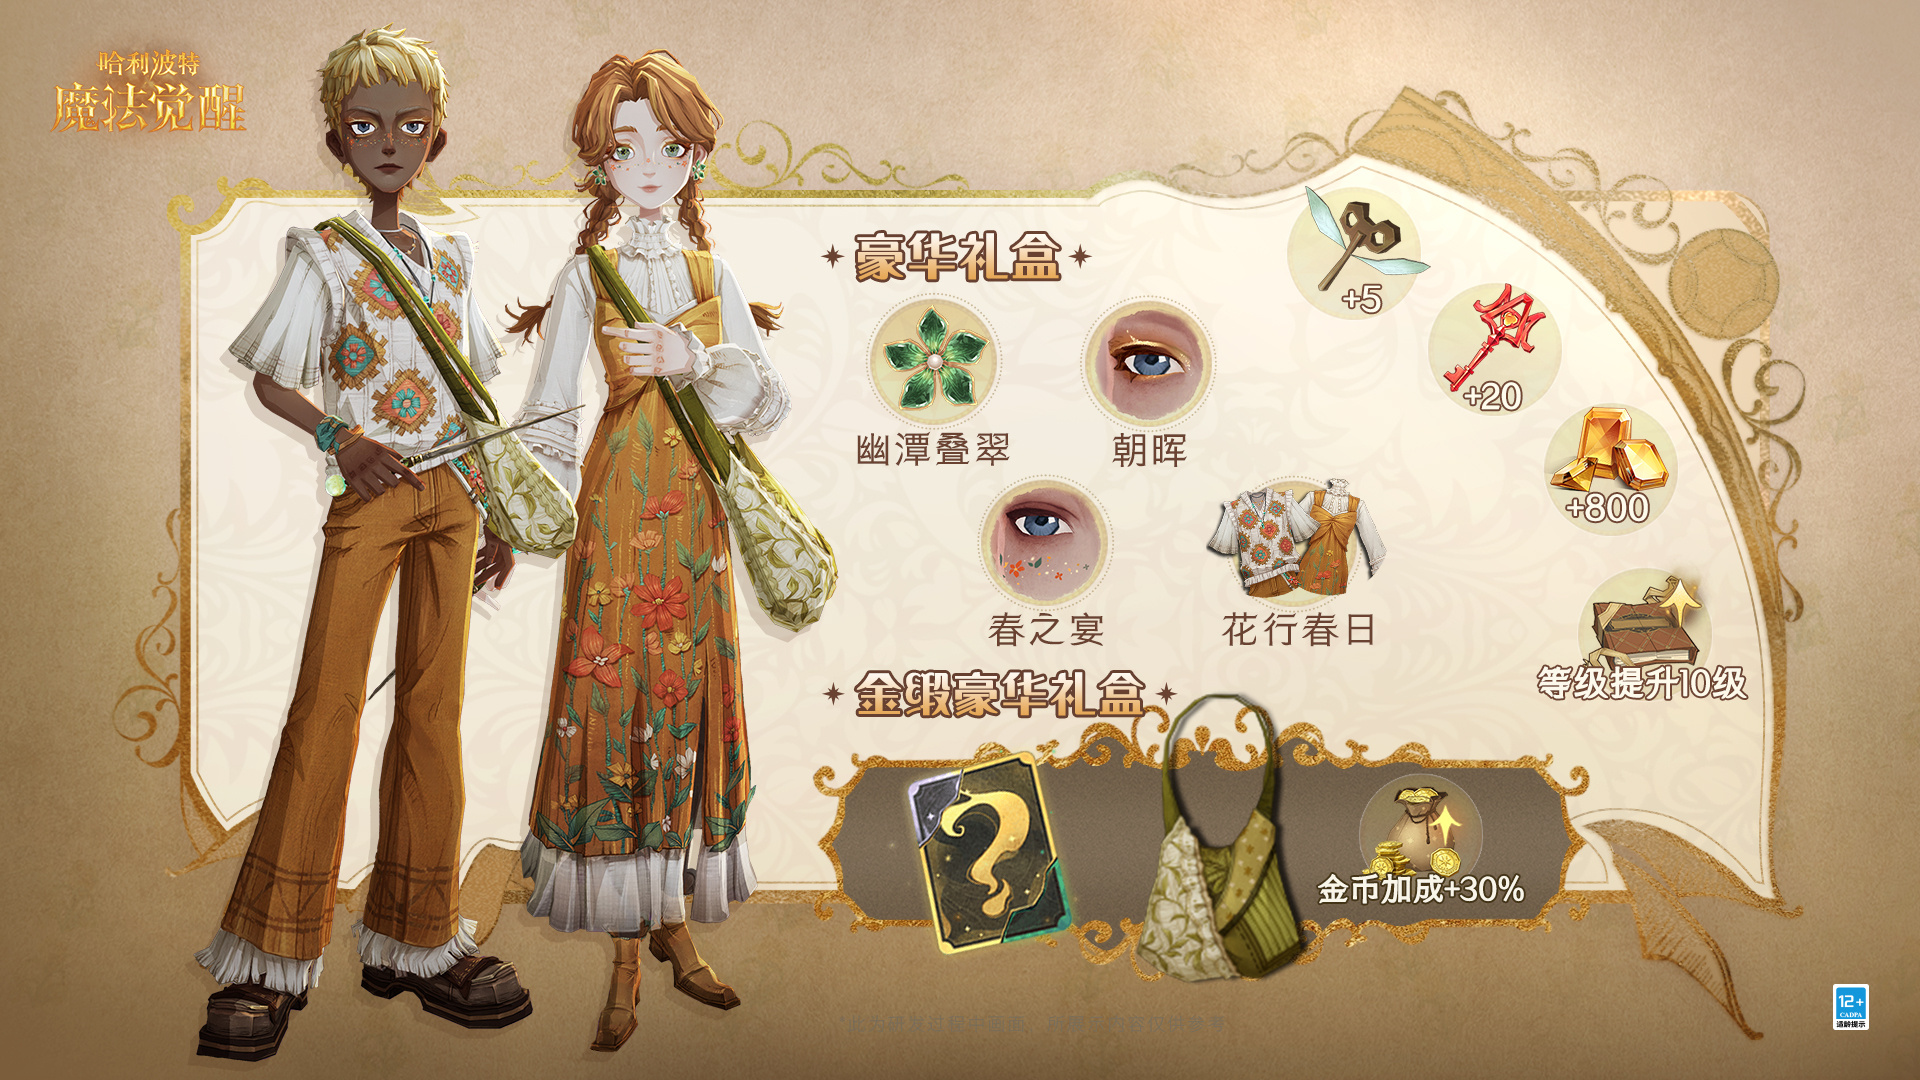 哈利波特
魔法觉醒
豪华礼盒
+5
+20
幽潭叠翠
朝晖
+800
春之宴
花行春日
等级提升10级
金缎豪华礼盒
金币加成+30%
12+
CADPA
适龄提示